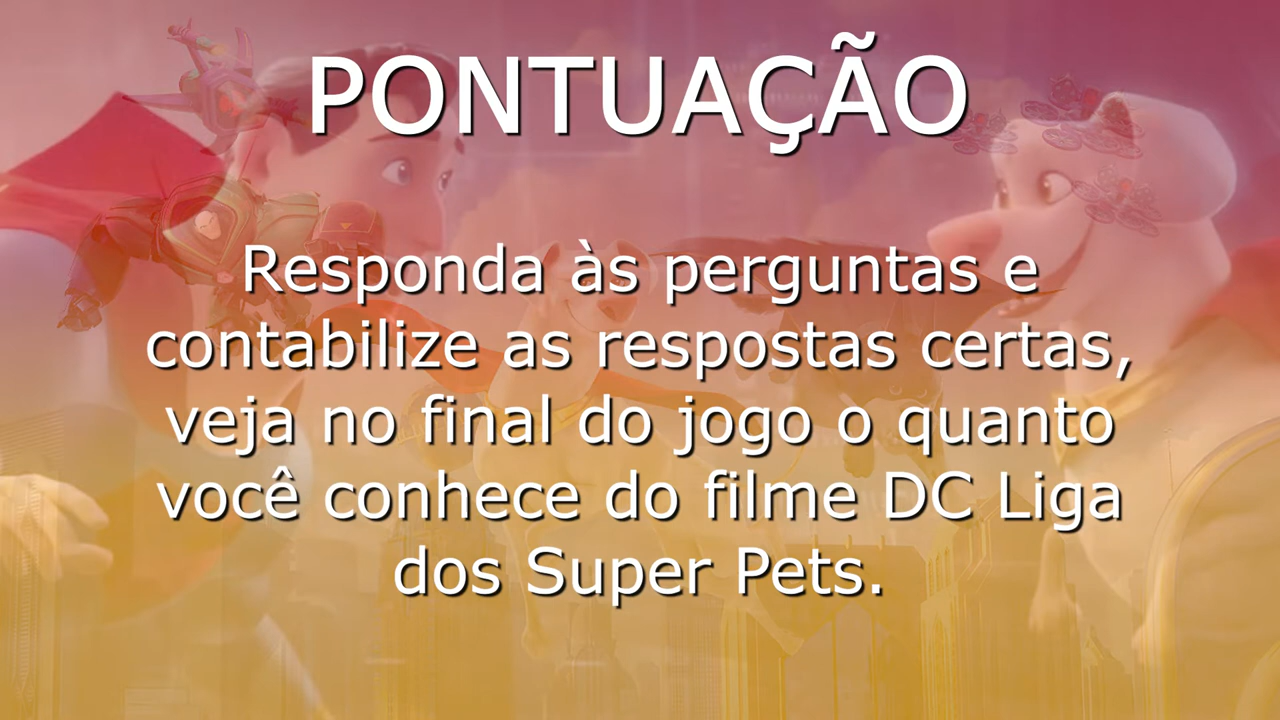 PONTUAÇÃO
Responda às perguntas e
contabilize as respostas certas,
veja no final do jogo o quanto
você conhece do filme DC Liga
dos Super Pets.